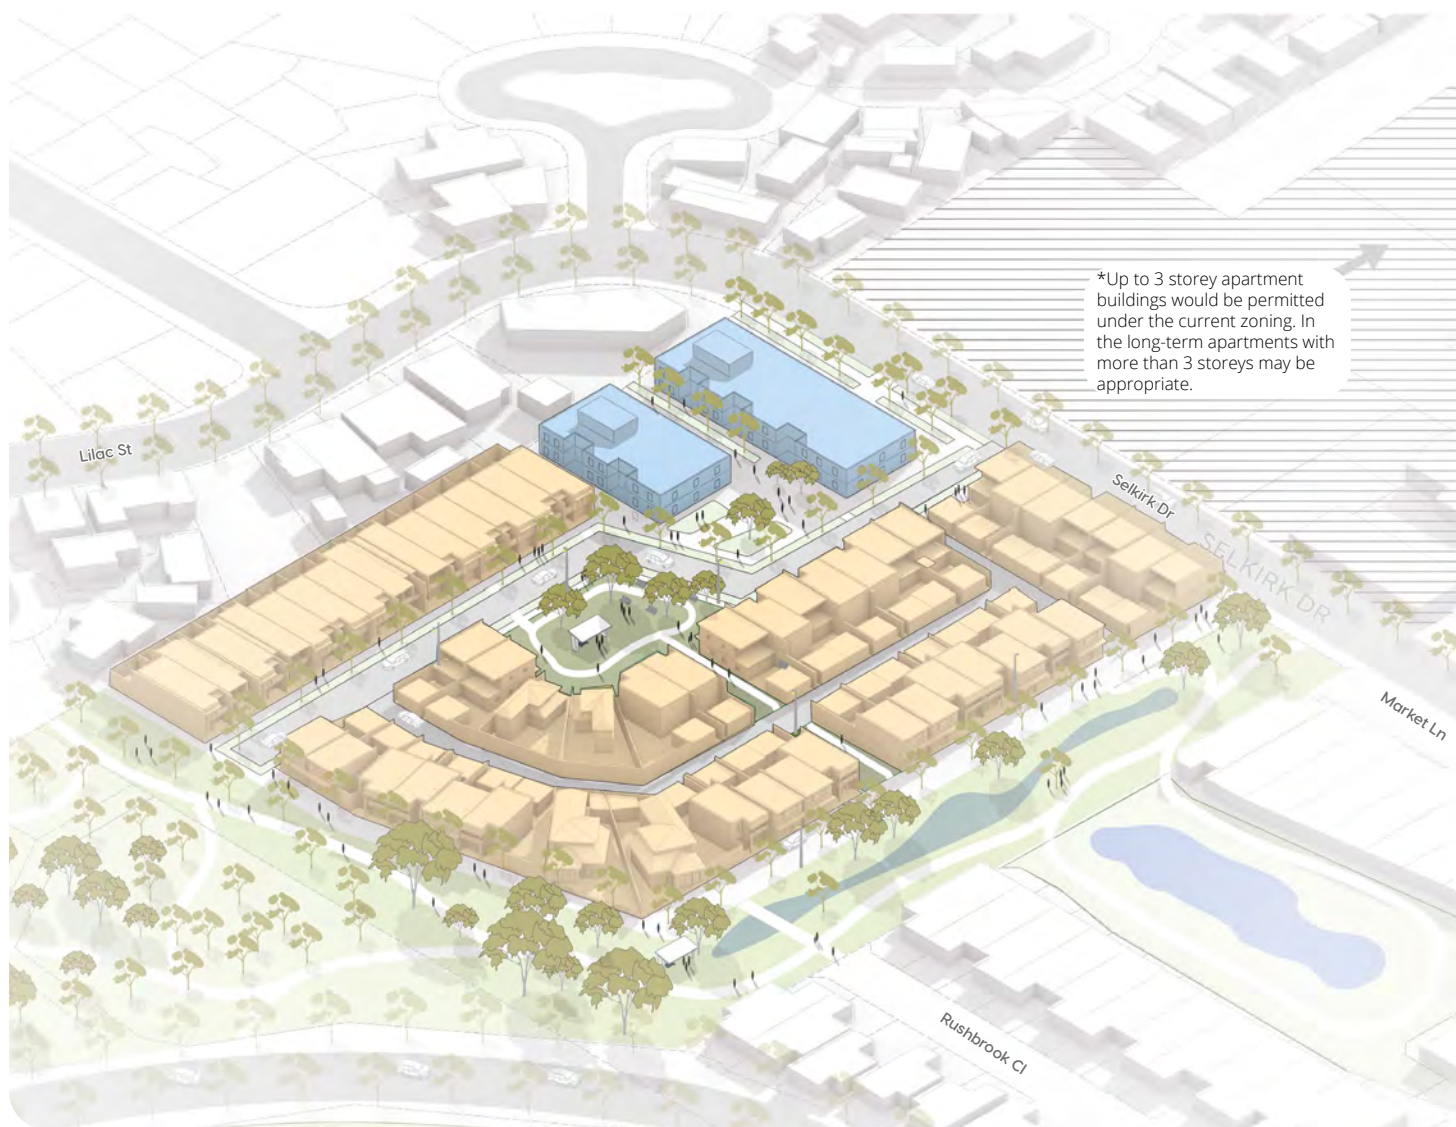 *Up to 3 storey apartment
buildings would be permitted
under the current zoning. In
the long-term apartments with
more than 3 storeys may be
appropriate.
Lilac St
Selkirk Dr
SELKIRK DR
Market Ln
Rushbrook Cl